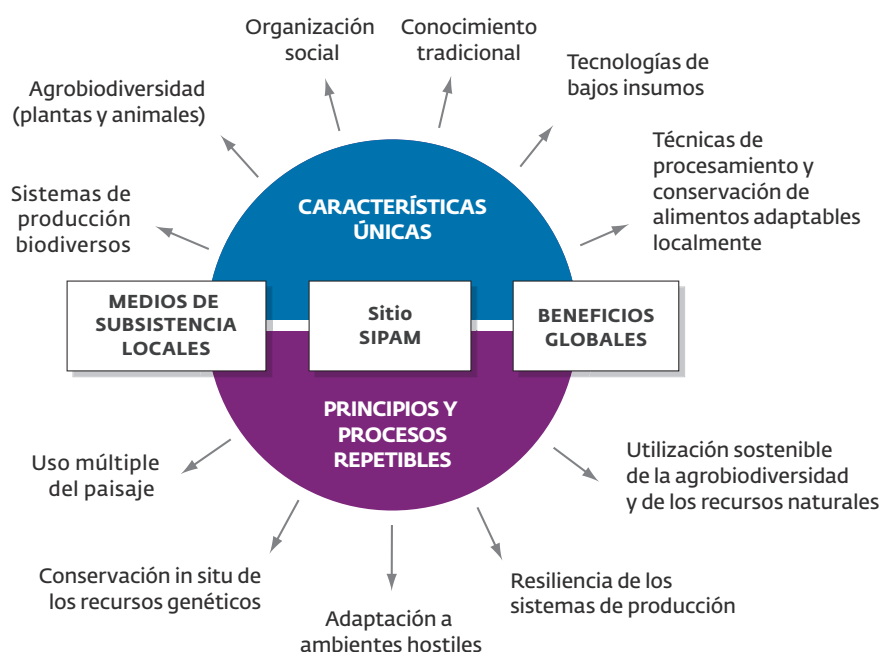 Organización
social
Conocimiento
tradicional
Tecnologías de
bajos insumos
Agrobiodiversidad
(plantas y animales)
Técnicas de
procesamiento y
conservación de
alimentos adaptables
localmente
Sistemas de
producción
biodiversos
CARACTERÍSTICAS
ÚNICAS
MEDIOS DE
SUBSISTENCIA
LOCALES
Sitio
SIPAM
BENEFICIOS
GLOBALES
PRINCIPIOS Y
PROCESOS
REPETIBLES
Uso múltiple
del paisaje
Utilización sostenible
de la agrobiodiversidad
y de los recursos naturales
Conservación in situ de
los recursos genéticos
Adaptación a
ambientes hostiles
Resiliencia de los
sistemas de producción